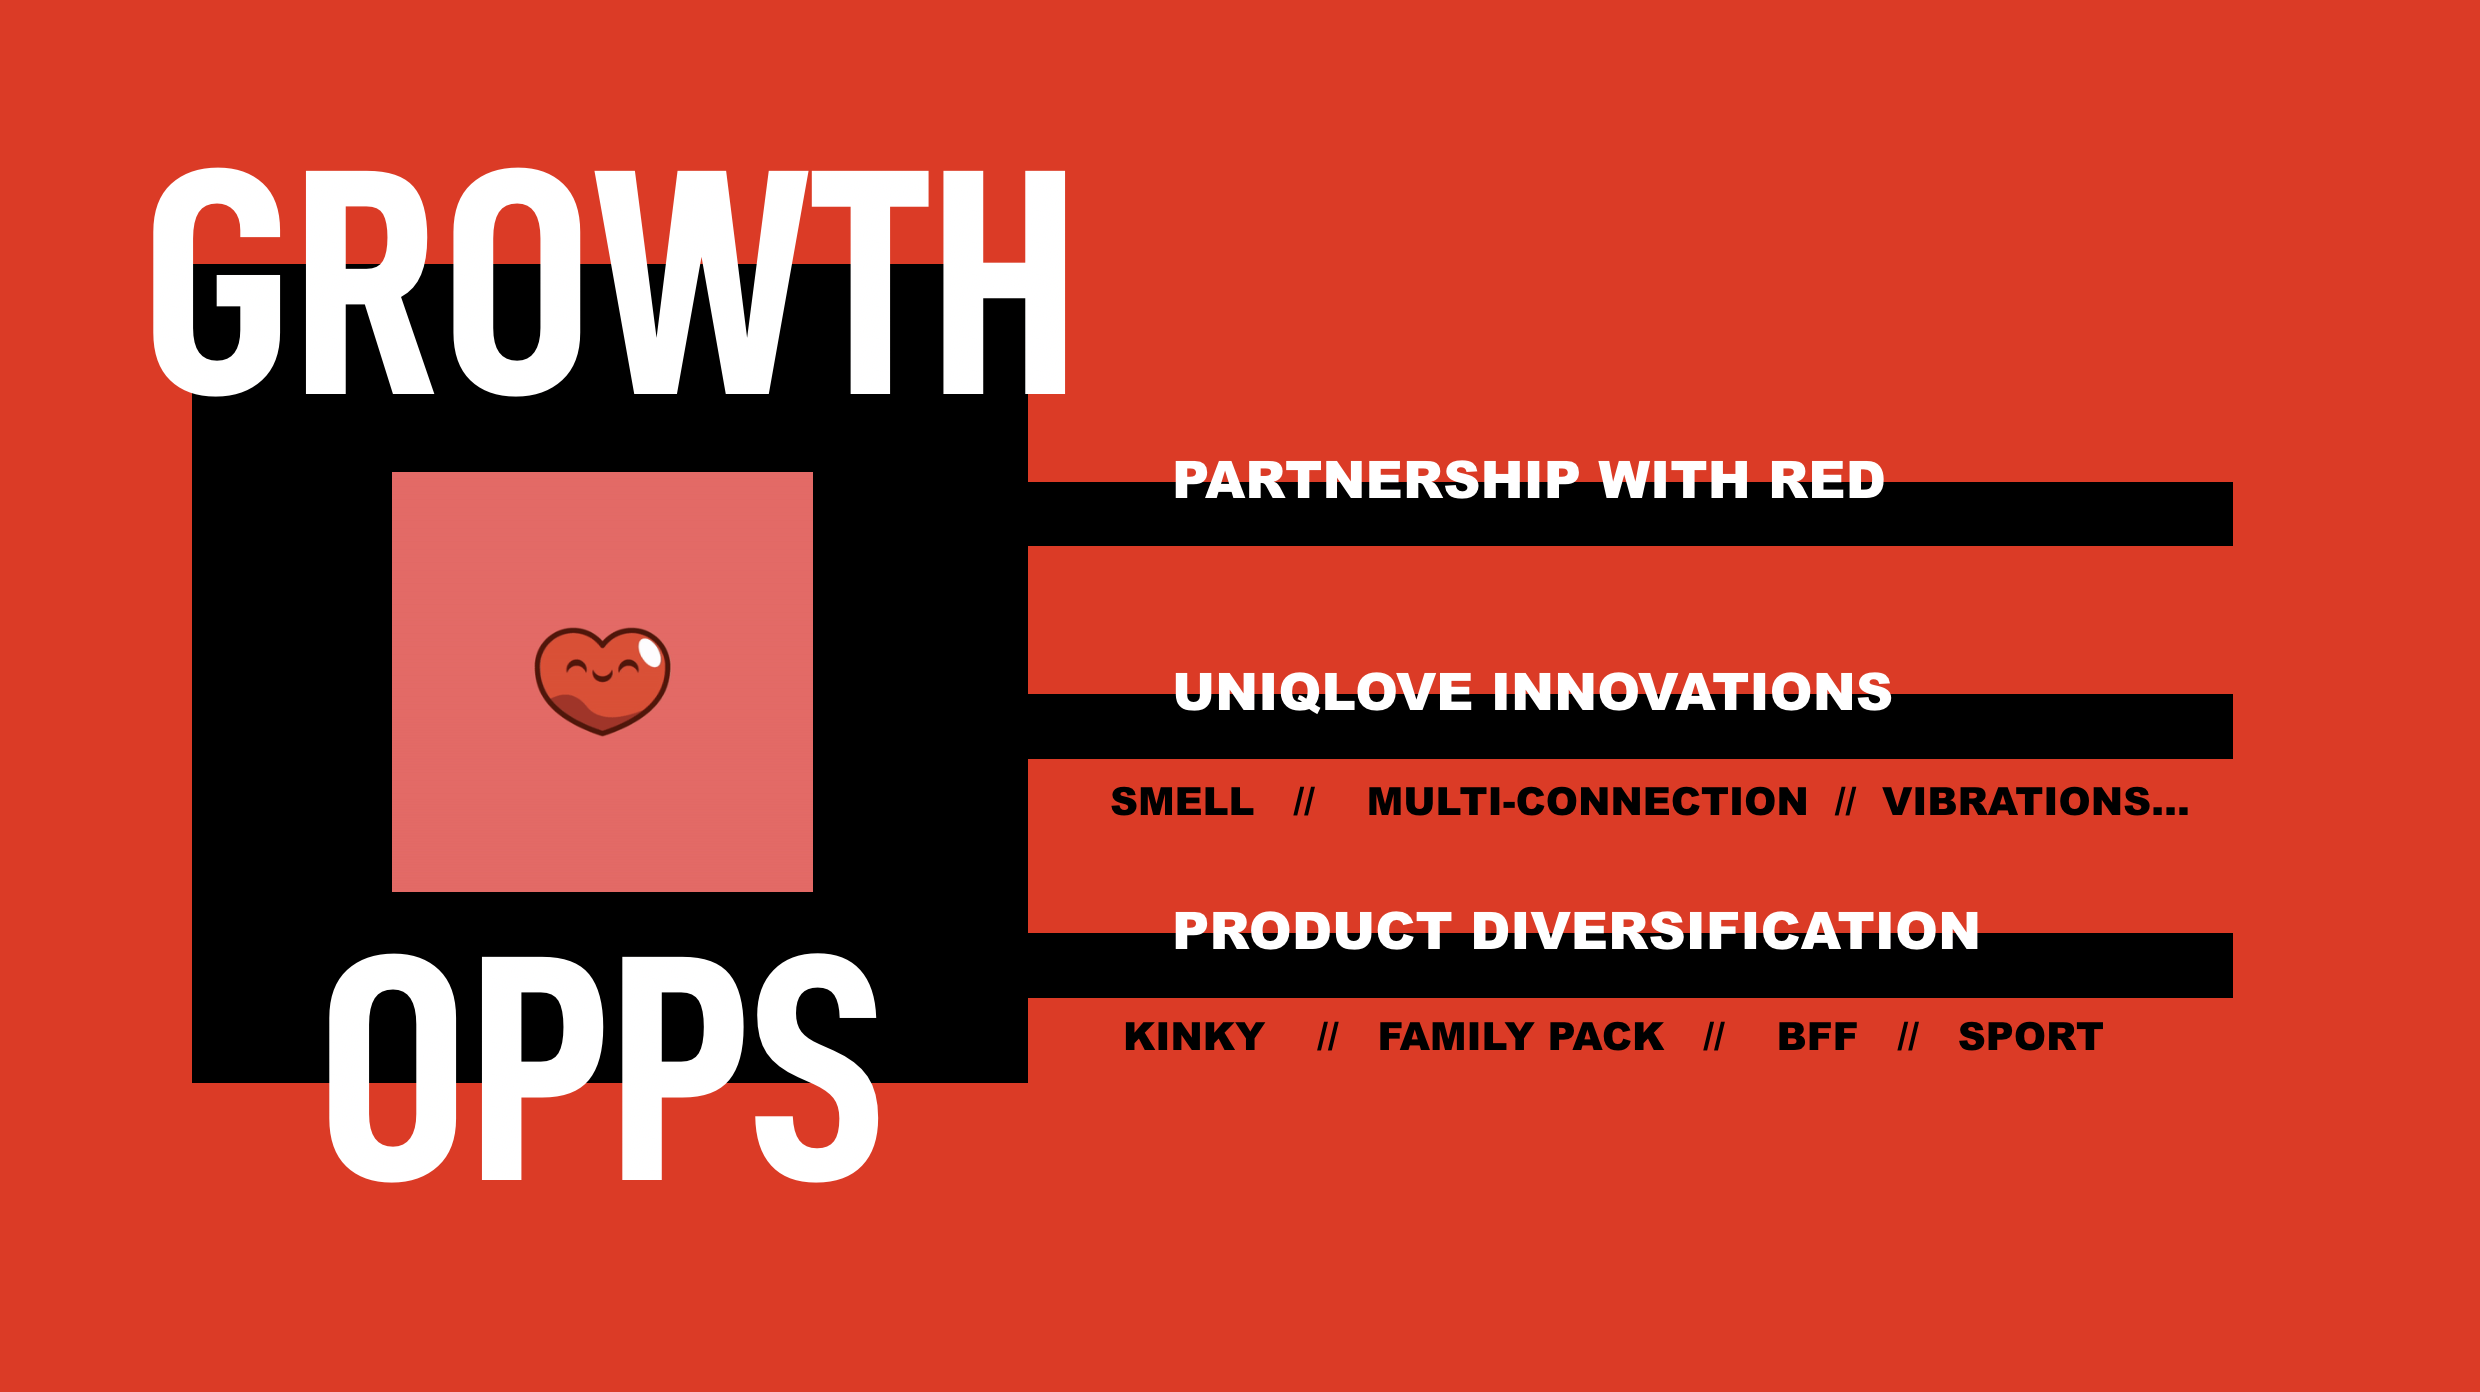 GROWTH
OPPS
PARTNERSHIP WITH RED
UNIQLOVE INNOVATIONS
SMELL // MULTI-CONNECTION // VIBRATIONS...
PRODUCT DIVERSIFICATION
KINKY // FAMILY PACK // BFF // SPORT